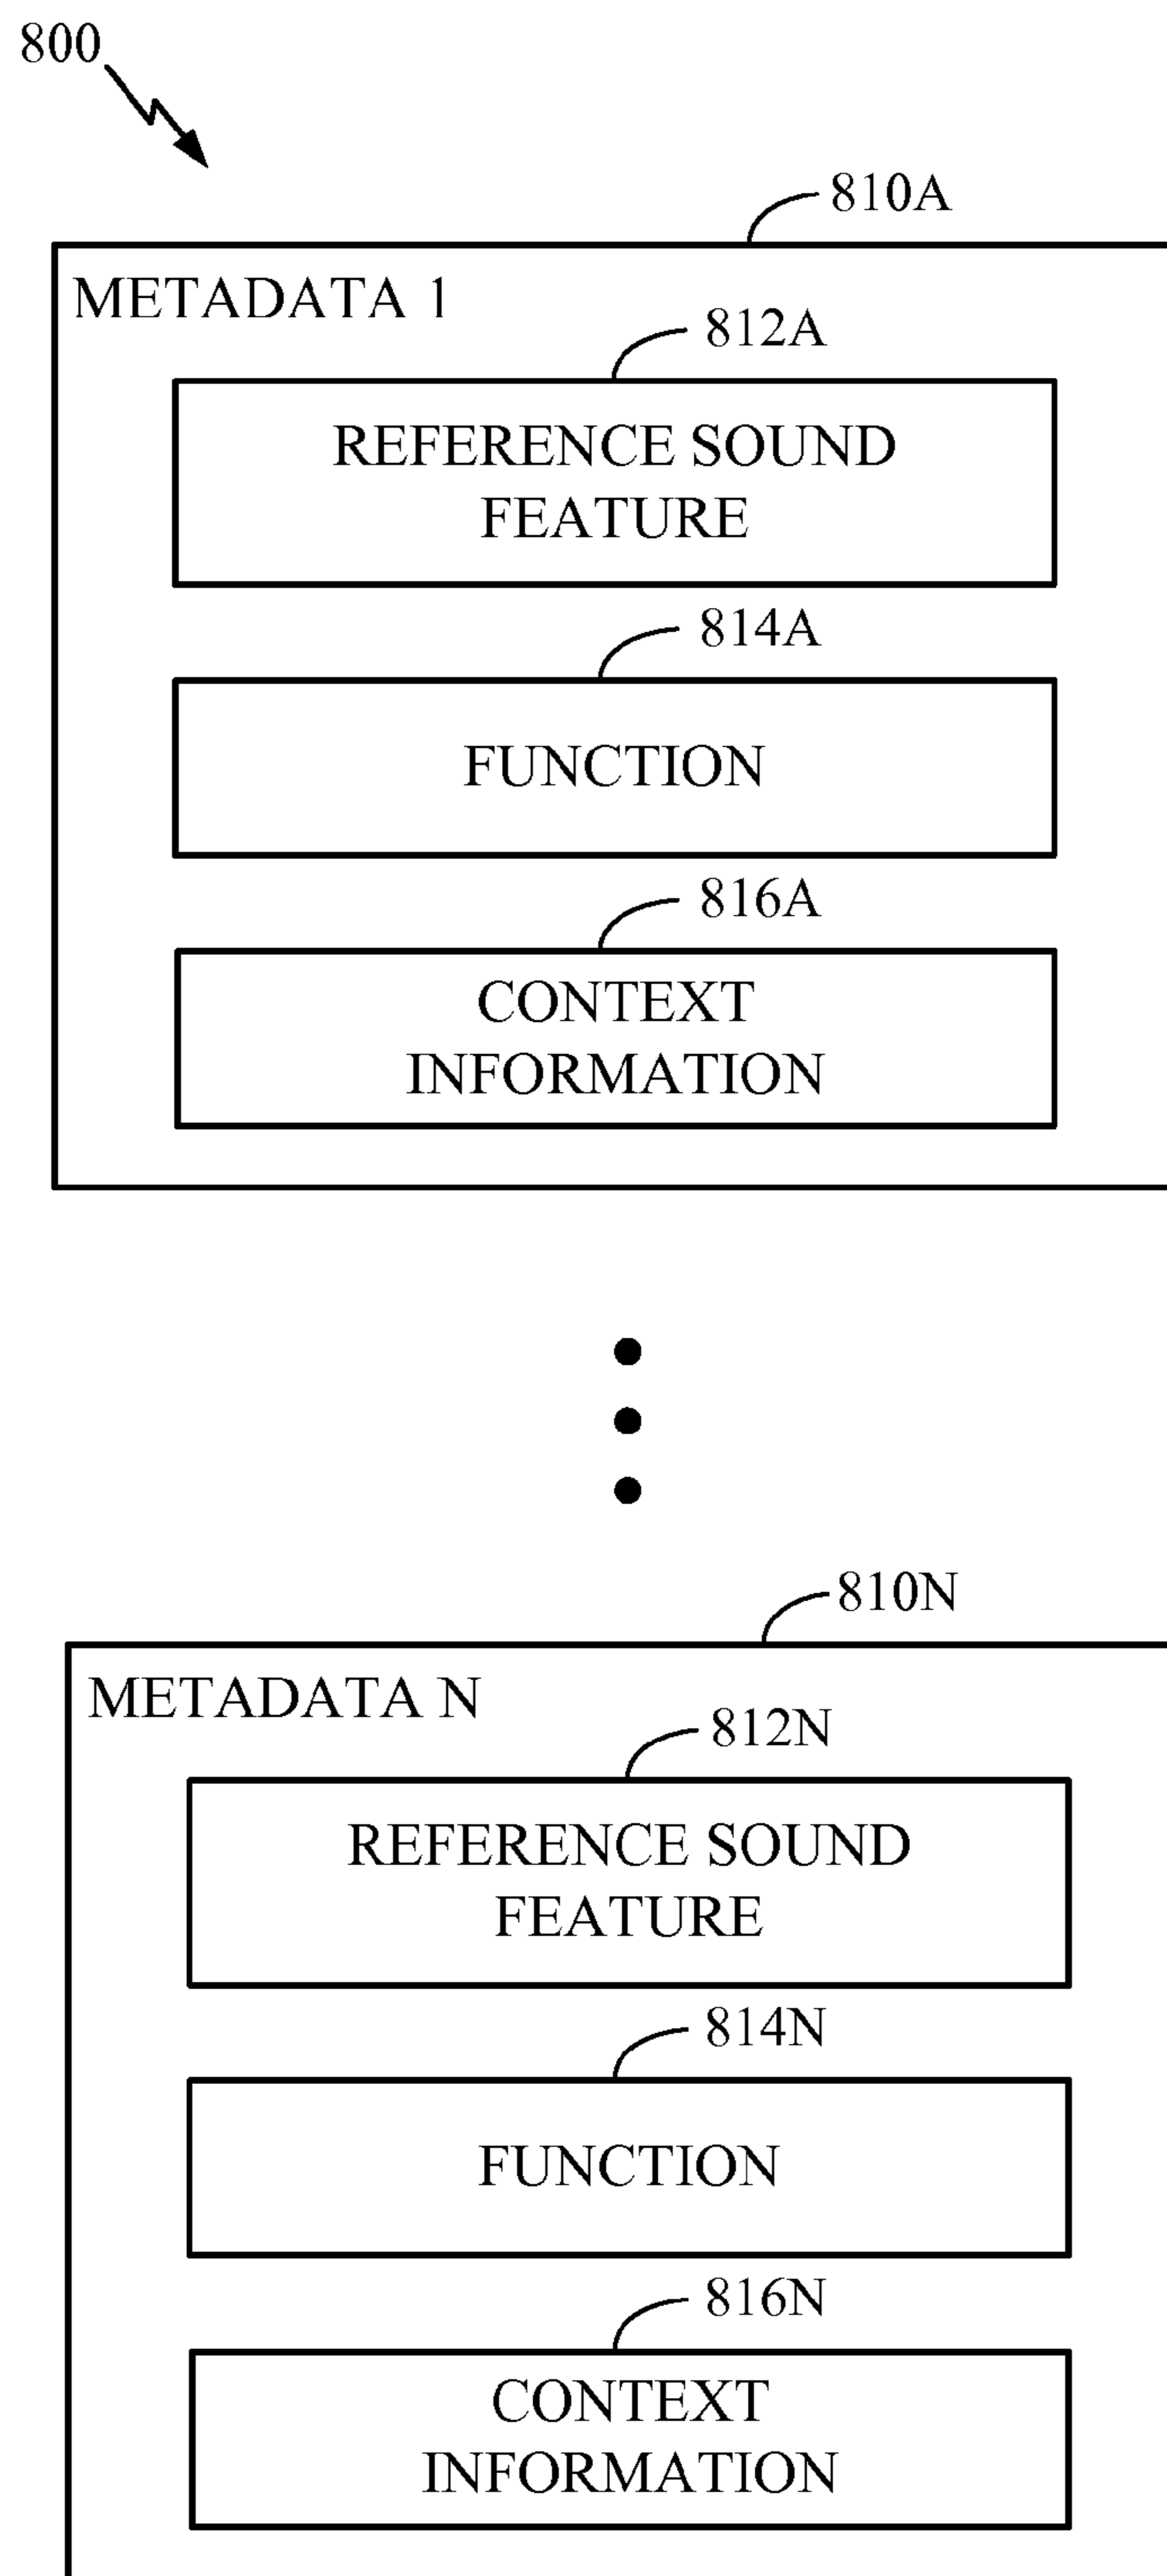 800
810A
METADATA 1
812A
REFERENCE SOUND
FEATURE
814A
FUNCTION
816A
CONTEXT
INFORMATION
810N
METADATA N
812N
REFERENCE SOUND
FEATURE
814N
FUNCTION
816N
CONTEXT
INFORMATION